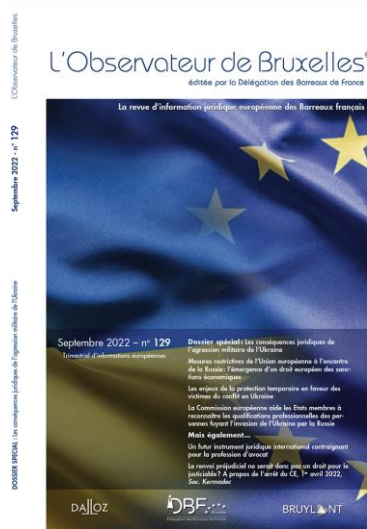 L'Observateur de Bruxelles
éditée par la Délégation des Barreaux de France
La revue d'information juridique européenne des Barreaux français
Septembre 2022 – n° 129
Trimestriel d'informations européennes
Dossier spécial : Les conséquences juridiques de
l'agression militaire de l'Ukraine
Mesures restrictives de l'Union européenne à l'encontre
de la Russie: l'émergence d'un droit européen des sanc-
tions économiques
Les enjeux de la protection temporaire en faveur des
victimes du conflit en Ukraine
La Commission européenne aide les Etats membres à
reconnaître les qualifications professionnelles des per-
sonnes fuyant l'invasion de l'Ukraine par la Russie
Mais également...
Un futur instrument juridique international contraignant
pour la profession d'avocat
Le renvoi préjudiciel ne serait donc pas un droit pour le
justiciable ? A propos de l'arrêt du CE, 1er avril 2022,
Sac. Kermadec
DALLOZ
DBF
Délégation des Barreaux de France
BRUYLANT
L'Observateur de Bruxelles
Septembre 2022 - n° 129
DOSSIER SPÉCIAL : Les conséquences juridiques de l'agression militaire de l'Ukraine